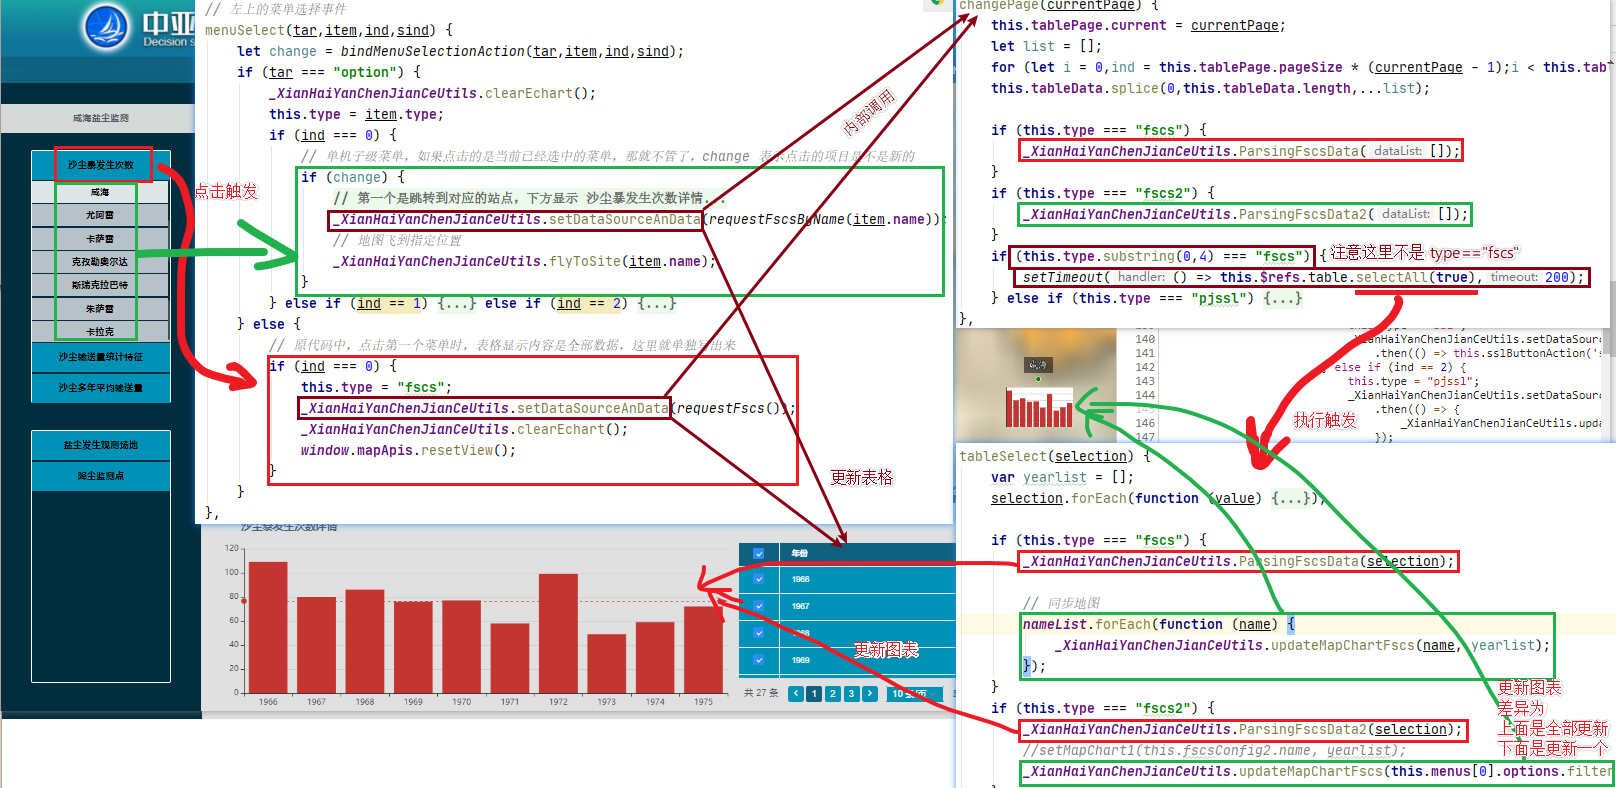 中亚
Decision s
咸海盐尘监测
沙尘暴发生次数
咸海
尤阿雷
卡萨雷
克孜勒奥尔达
斯瑞克拉巴特
朱萨雷
卡拉克
沙尘输送量统计特征
沙尘多年平均输送量
盐尘发生观测场地
降尘监测点
点击触发
// 左上的菜单选择事件
menuSelect(tar,item,ind,sind) {
let change = bindMenuSelectionAction(tar,item,ind,sind);
if (tar === "option") {
_XianHaiYanChenJianCeUtils.clearEchart();
this.type = item.type;
if (ind === 0) {
// 单机子级菜单，如果点击的是当前已经选中的菜单，那就不管了，change 表示点击的项目是不是新的
if (change) {
// 第一个是跳转到对应的站点，下方显示 沙尘暴发生次数详情...
_XianHaiYanChenJianCeUtils.setDataSourceAnData(requestFscsByName(item.name));
// 地图飞到指定位置
_XianHaiYanChenJianCeUtils.flyToSite(item.name);
}
} else if (ind == 1) {...} else if (ind == 2) {...}
} else {
// 原代码中，点击第一个菜单时，表格显示内容是全部数据，这里就单独写出来
if (ind === 0) {
this.type = "fscs";
_XianHaiYanChenJianCeUtils.setDataSourceAnData(requestFscs());
_XianHaiYanChenJianCeUtils.clearEchart();
window.mapApis.resetView();
}
}
},
内部调用
更新表格
changePage(currentPage) {
this.tablePage.current = currentPage;
let list = [];
for (let i = 0,ind = this.tablePage.pageSize * (currentPage - 1);i < this.tab
this.tableData.splice(0,this.tableData.length,...list);
if (this.type === "fscs") {
_XianHaiYanChenJianCeUtils.ParsingFscsData( dataList: []);
}
if (this.type === "fscs2") {
_XianHaiYanChenJianCeUtils.ParsingFscsData2( dataList: []);
}
if (this.type.substring(0,4) === "fscs") {
注意这里不是 type=="fscs"
setTimeout( handler: () => this.$refs.table.selectAll(true), timeout: 200);
} else if (this.type === "pjssl") {...}
},
140
141
142
143
144
145
146
147
_XianHaiYanChenJianCeUtils.setDataSour
.then(() => this.sslButtonAction('s
else if (ind == 2) {
this.type = "pjssl";
_XianHaiYanChenJianCeUtils.setDataSour
.then(() => {
_XianHaiYanChenJianCeUtils.upda
});
执行触发
tableSelect(selection) {
var yearlist = [];
selection.forEach(function (value) {...});
if (this.type === "fscs") {
_XianHaiYanChenJianCeUtils.ParsingFscsData(selection);
// 同步地图
nameList.forEach(function (name) {
_XianHaiYanChenJianCeUtils.updateMapChartFscs(name, yearlist);
});
}
if (this.type === "fscs2") {
_XianHaiYanChenJianCeUtils.ParsingFscsData2(selection);
//setMapChart1(this.fscsConfig2.name, yearlist);
_XianHaiYanChenJianCeUtils.updateMapChartFscs(this.menus[0].options.filter
更新图表
差异为
上面是全部更新
下面是更新一个
沙尘暴发生次数详情
120
100
80
60
40
20
0
1966 1967 1968 1969 1970 1971 1972 1973 1974 1975
更新图表
年份
1966
1967
1968
1969
共 27 条
1 2 3